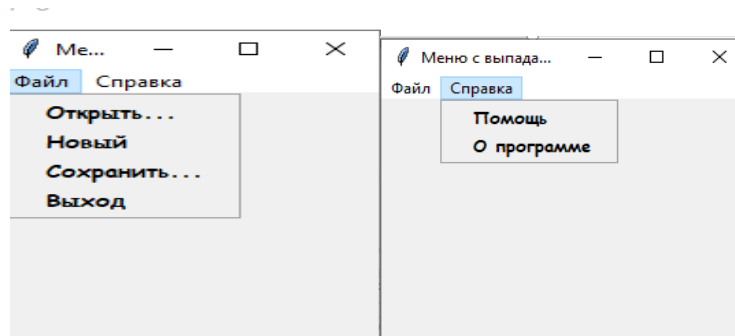 Ме...
Файл Справка
Открыть...
Новый
Сохранить...
Выход
Меню с выпада...
Файл Справка
Помощь
О программе